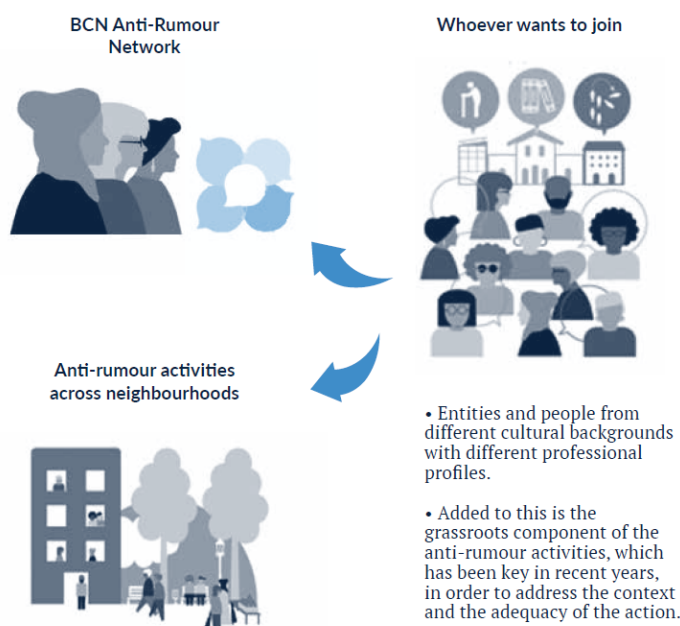 BCN Anti-Rumour
Network
Whoever wants to join
Anti-rumour activities
across neighbourhoods
• Entities and people from
different cultural backgrounds
with different professional
profiles.
• Added to this is the
grassroots component of the
anti-rumour activities, which
has been key in recent years,
in order to address the context
and the adequacy of the action.